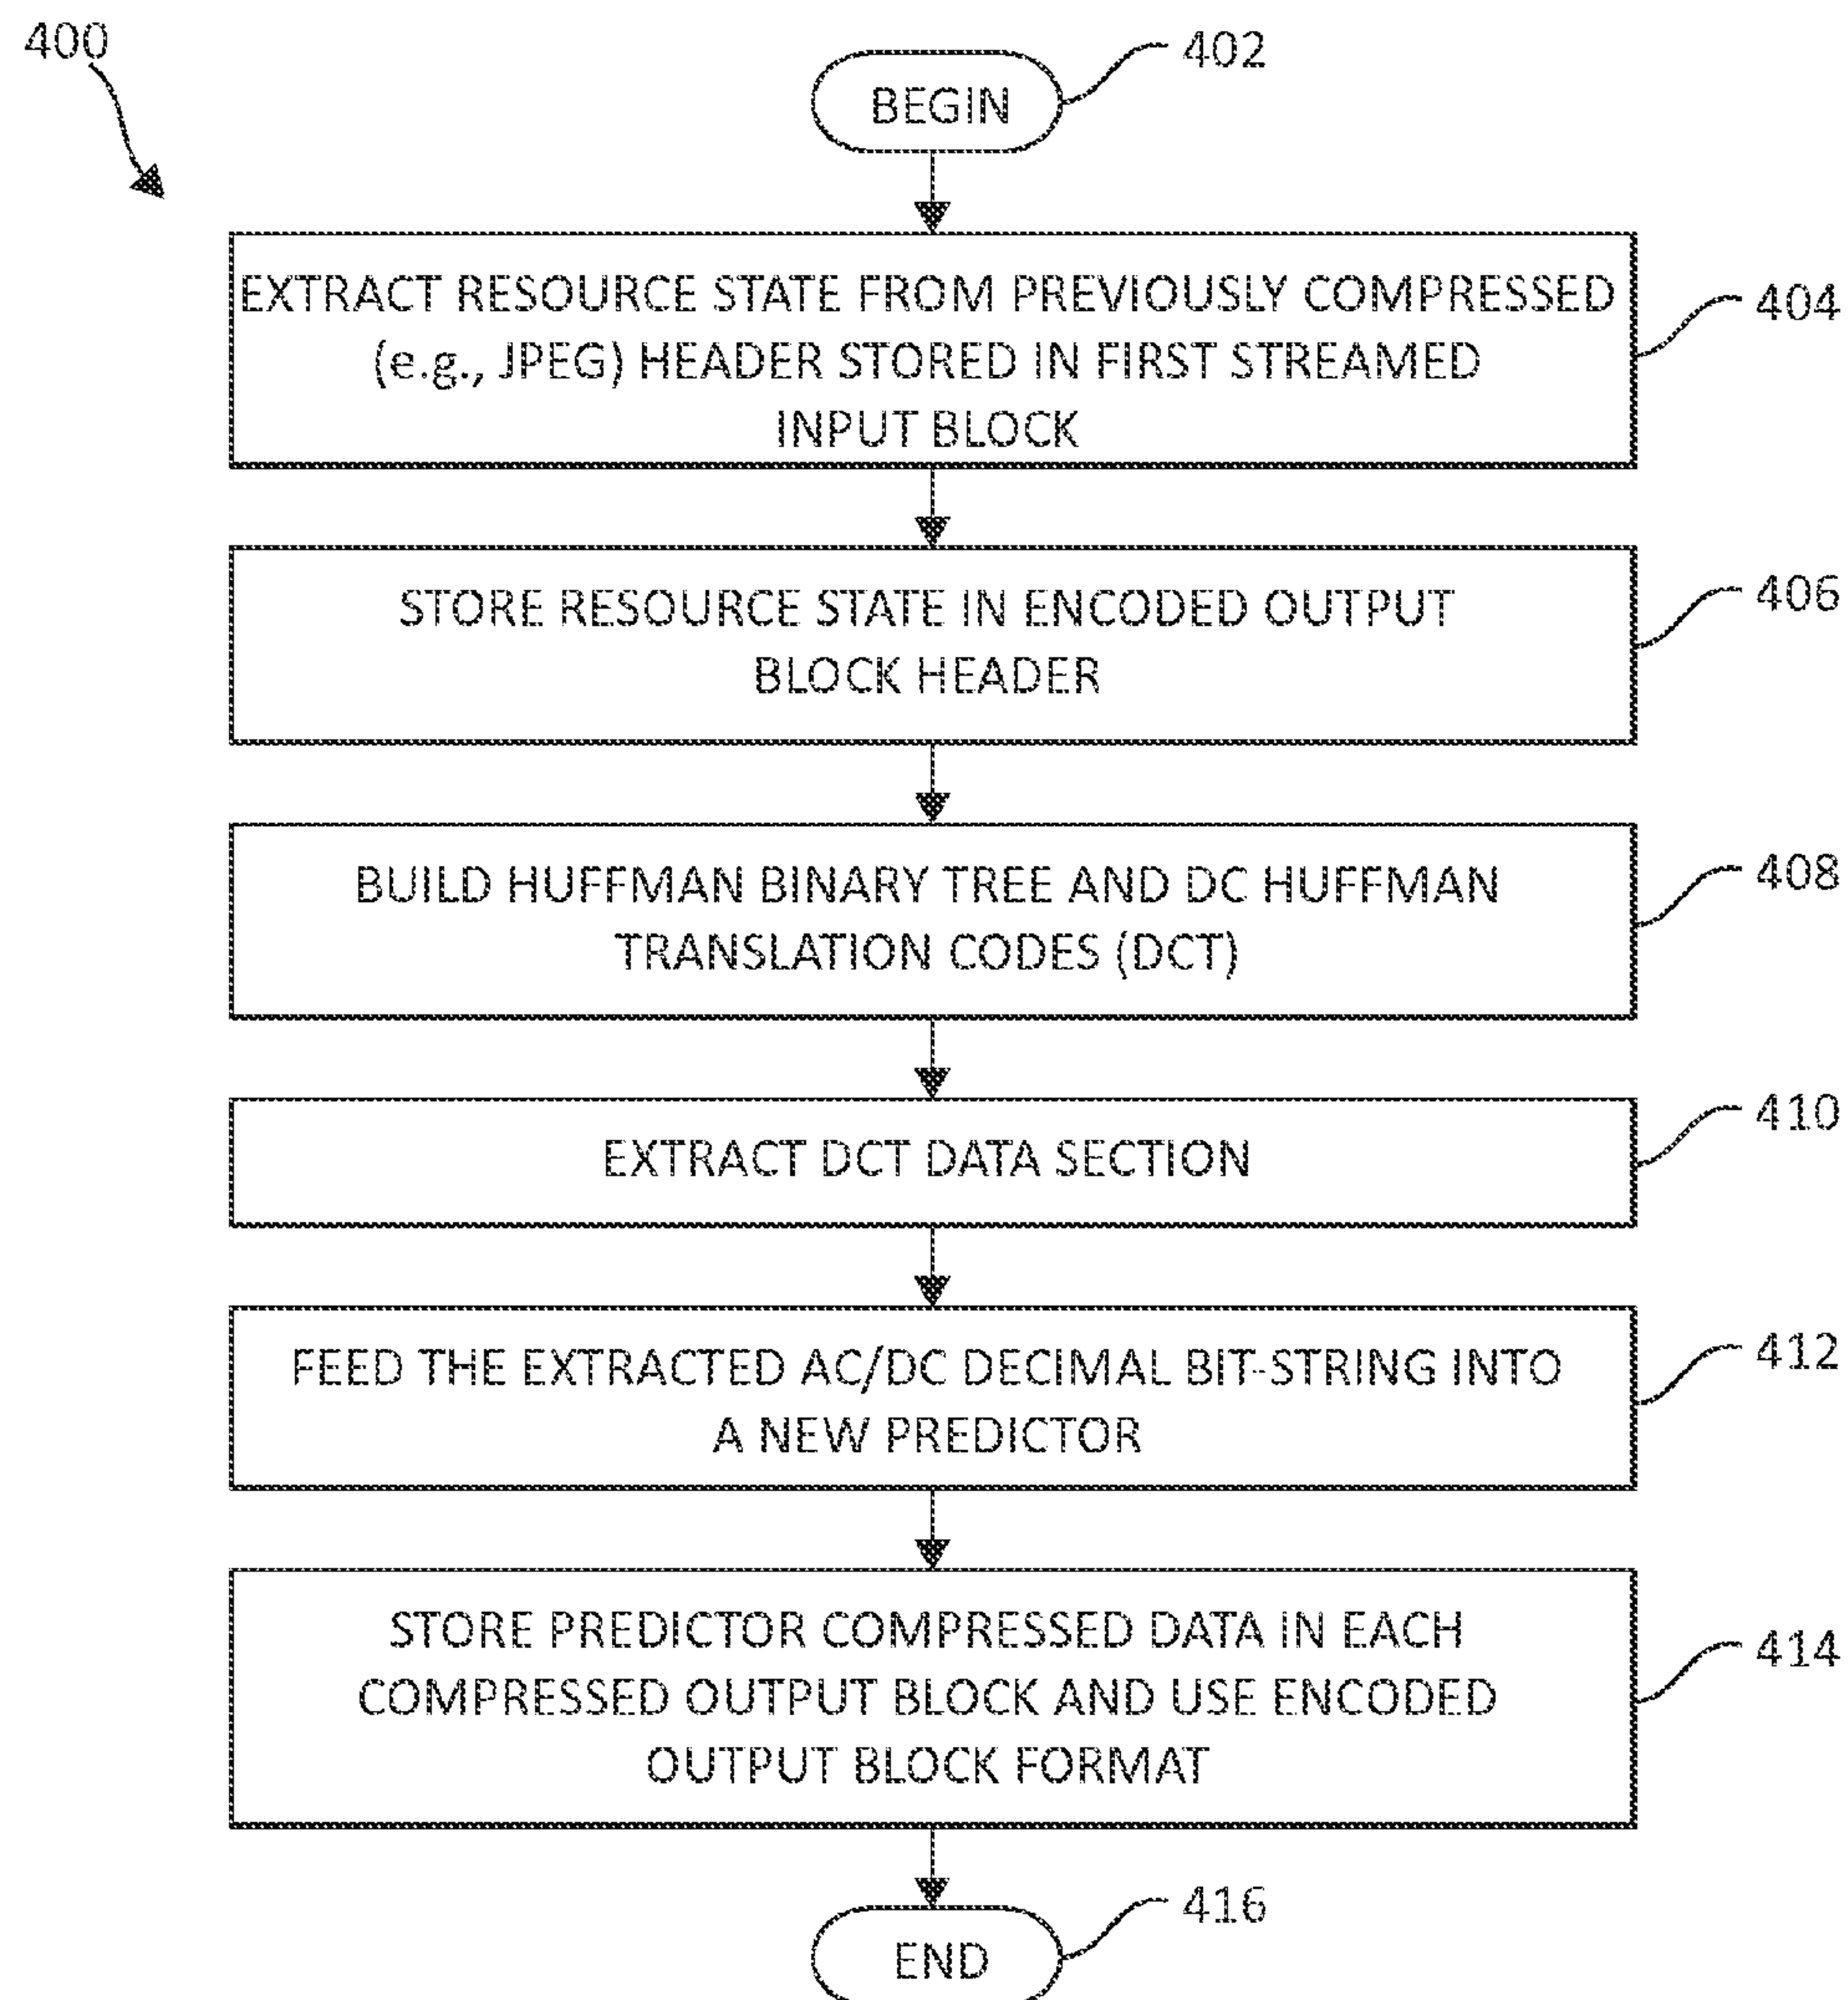 400
402
BEGIN
EXTRACT RESOURCE STATE FROM PREVIOUSLY COMPRESSED
(e.g., JPEG) HEADER STORED IN FIRST STREAMED
INPUT BLOCK
404
STORE RESOURCE STATE IN ENCODED OUTPUT
BLOCK HEADER
406
BUILD HUFFMAN BINARY TREE AND DC HUFFMAN
TRANSLATION CODES (DCT)
408
EXTRACT DCT DATA SECTION
410
FEED THE EXTRACTED AC/DC DECIMAL BIT-STRING INTO
A NEW PREDICTOR
412
STORE PREDICTOR COMPRESSED DATA IN EACH
COMPRESSED OUTPUT BLOCK AND USE ENCODED
OUTPUT BLOCK FORMAT
414
416
END